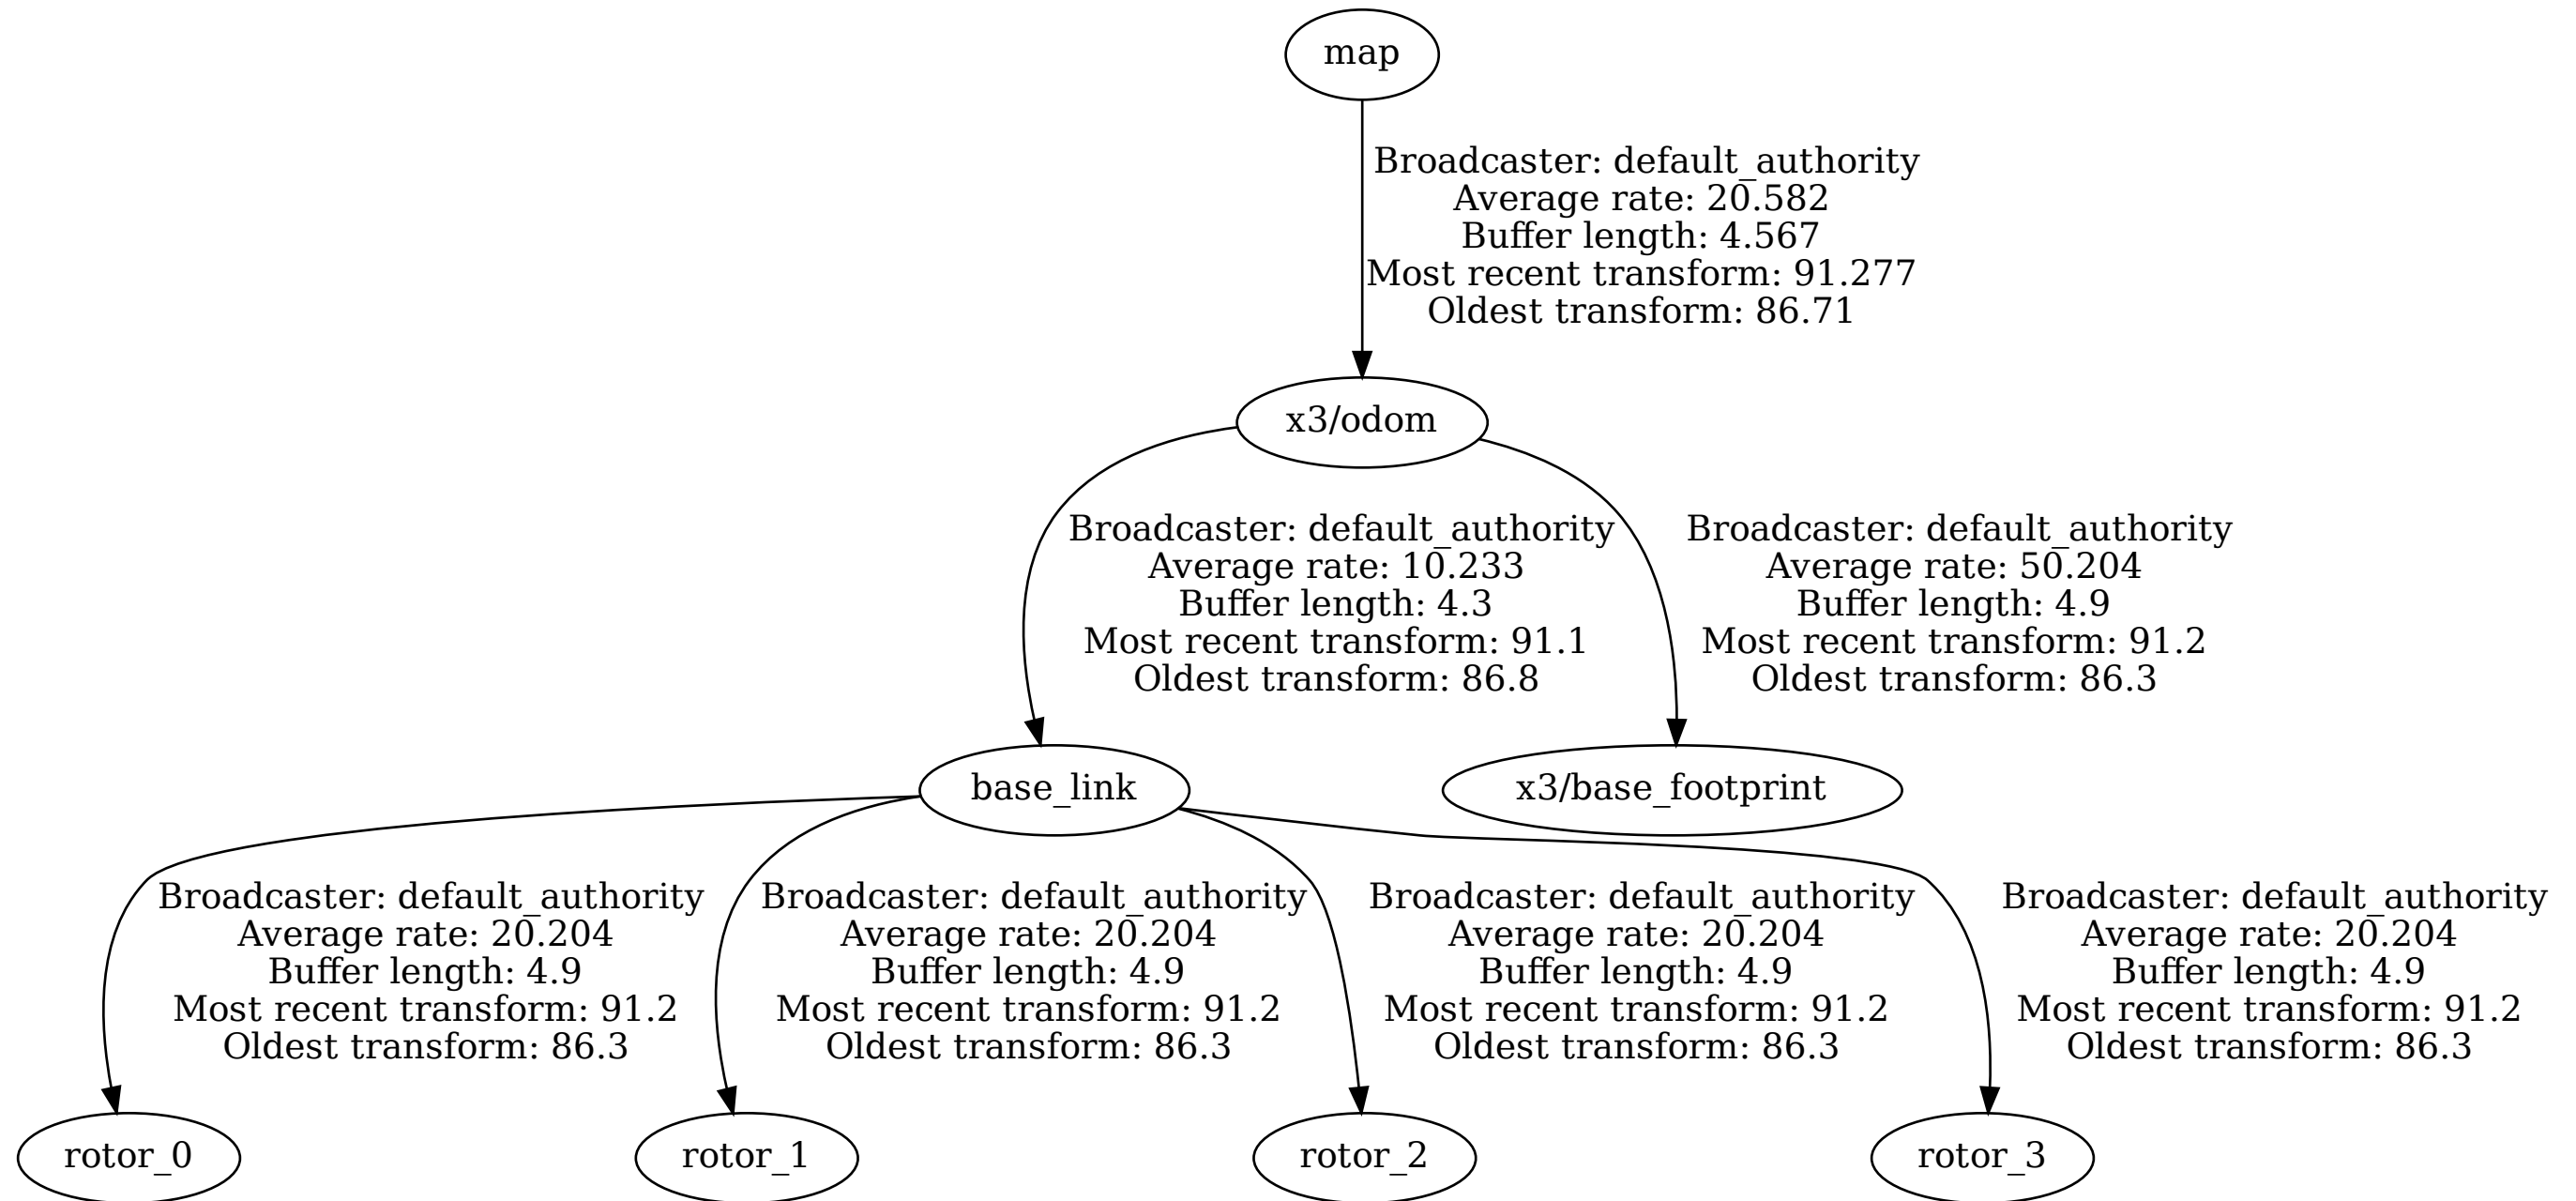 map
Broadcaster: default_authority
Average rate: 20.582
Buffer length: 4.567
Most recent transform: 91.277
Oldest transform: 86.71
x3/odom
Broadcaster: default_authority
Average rate: 10.233
Buffer length: 4.3
Most recent transform: 91.1
Oldest transform: 86.8
Broadcaster: default_authority
Average rate: 50.204
Buffer length: 4.9
Most recent transform: 91.2
Oldest transform: 86.3
base_link
x3/base_footprint
Broadcaster: default_authority
Average rate: 20.204
Buffer length: 4.9
Most recent transform: 91.2
Oldest transform: 86.3
Broadcaster: default_authority
Average rate: 20.204
Buffer length: 4.9
Most recent transform: 91.2
Oldest transform: 86.3
Broadcaster: default_authority
Average rate: 20.204
Buffer length: 4.9
Most recent transform: 91.2
Oldest transform: 86.3
Broadcaster: default_authority
Average rate: 20.204
Buffer length: 4.9
Most recent transform: 91.2
Oldest transform: 86.3
rotor_0
rotor_1
rotor_2
rotor_3